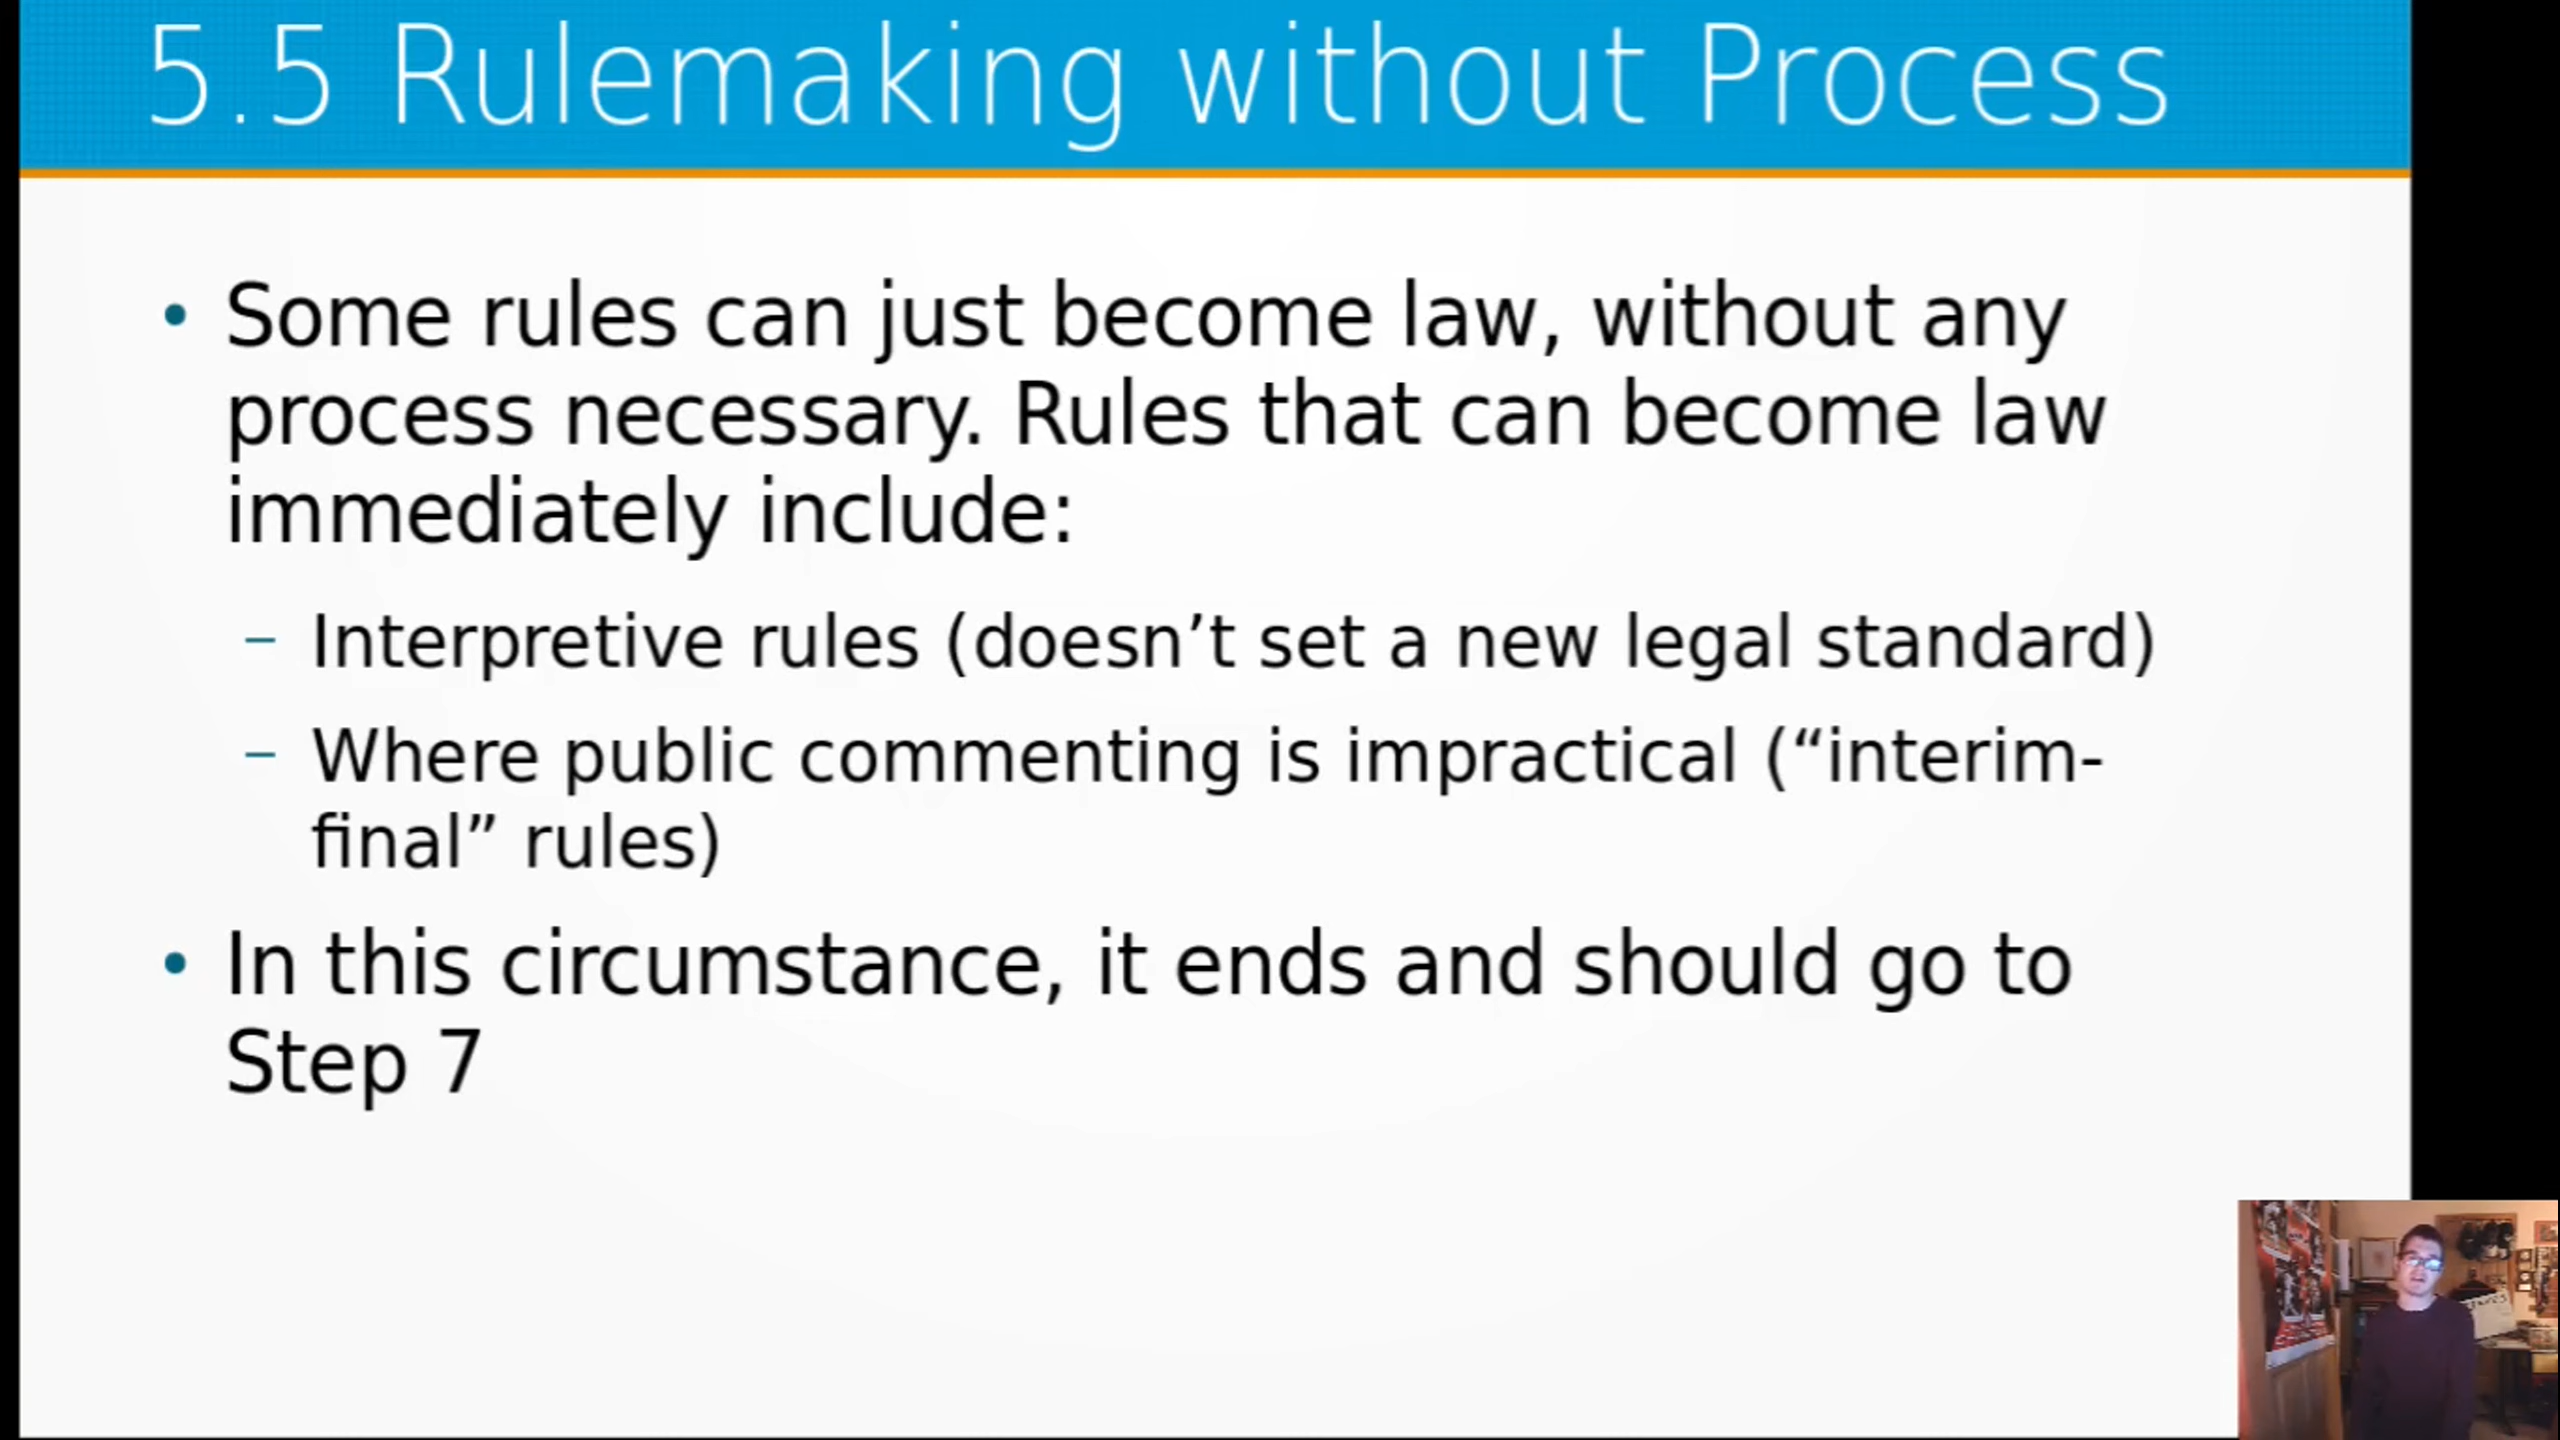 5.5 Rulemaking without Process
• Some rules can just become law, without any
process necessary. Rules that can become law
immediately include:
– Interpretive rules (doesn’t set a new legal standard)
– Where public commenting is impractical (“interim-
final” rules)
• In this circumstance, it ends and should go to
Step 7